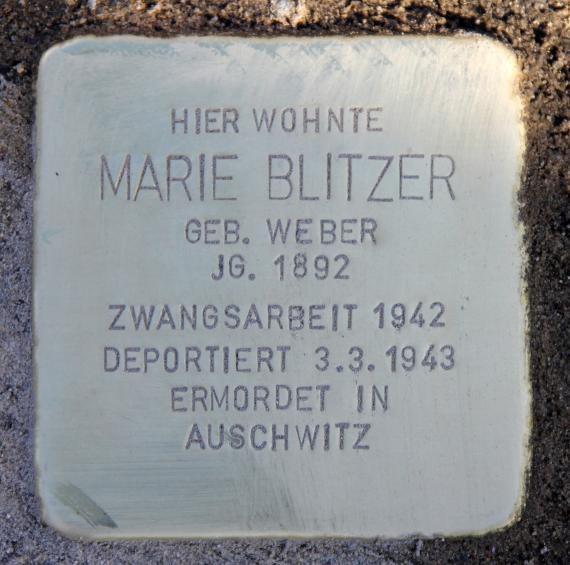 HIER WOHNTE
MARIE BLITZER
GEB. WEBER
JG. 1892
ZWANGSARBEIT 1942
DEPORTIERT 3.3.1943
ERMORDET IN
AUSCHWITZ